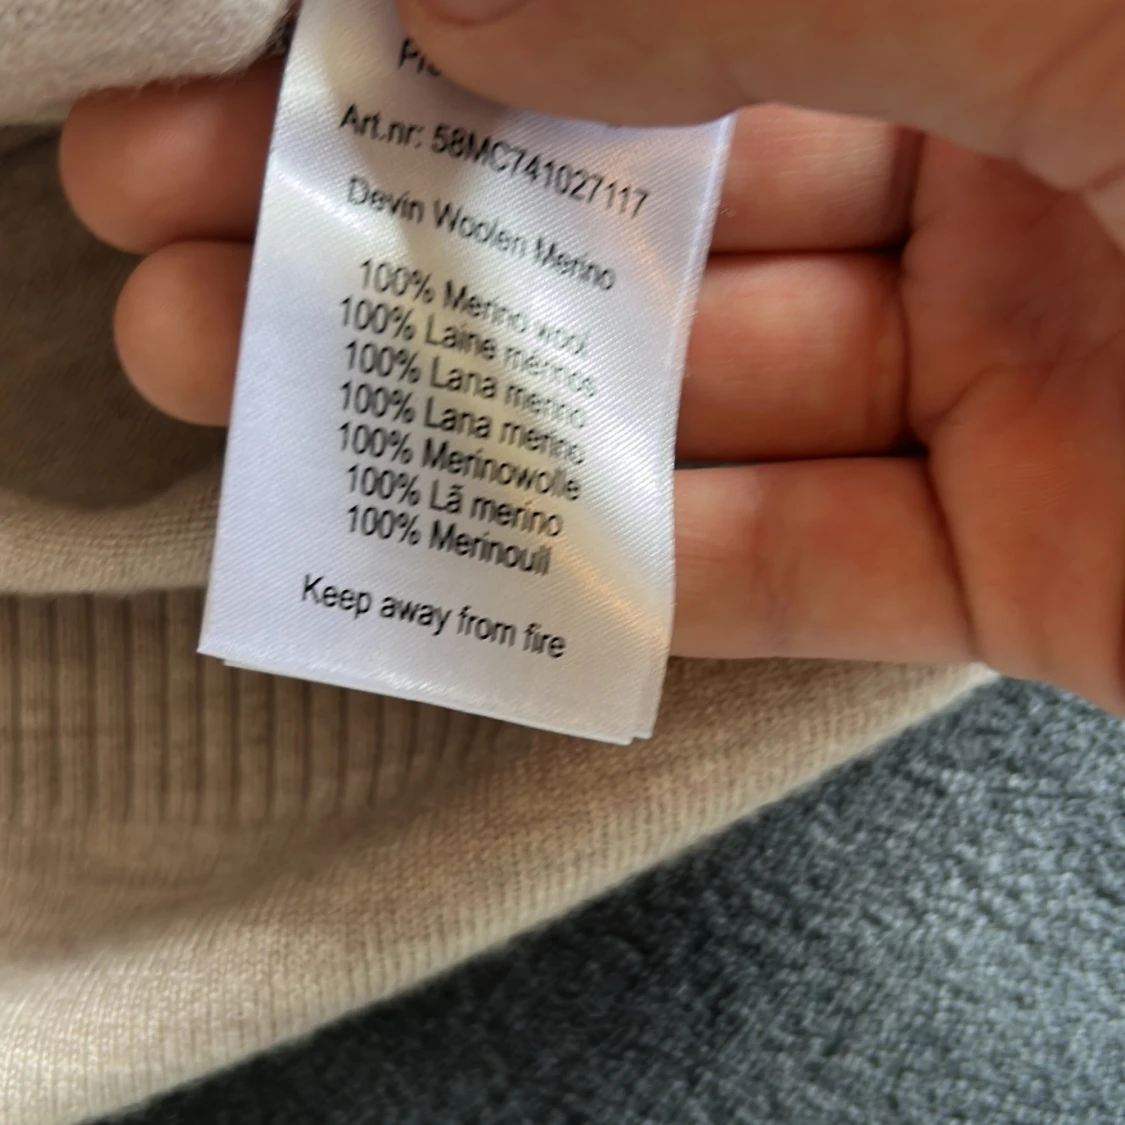 Art.nr: 58MC741027117
Devin Woolen Merino
100% Merino wool
100% Laine mérinos
100% Lana merino
100% Lana merino
100% Merinowolle
100% Lã merino
100% Merinoull
Keep away from fire